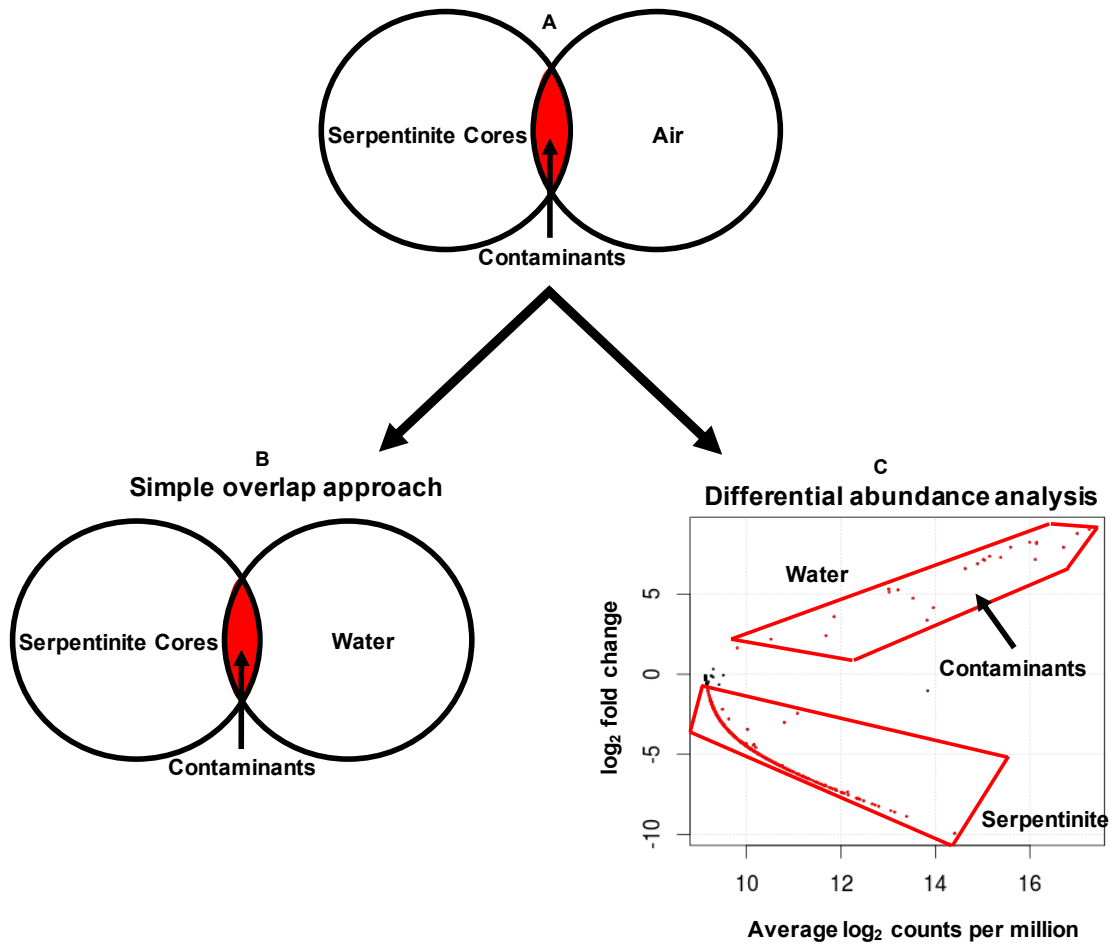 A
Serpentinite Cores
Air
Contaminants
B
Simple overlap approach
Serpentinite Cores
Water
Contaminants
C
Differential abundance analysis
Water
Contaminants
Serpentinite
log₂ fold change
5
0
-5
-10
10 12 14 16
Average log₂ counts per million